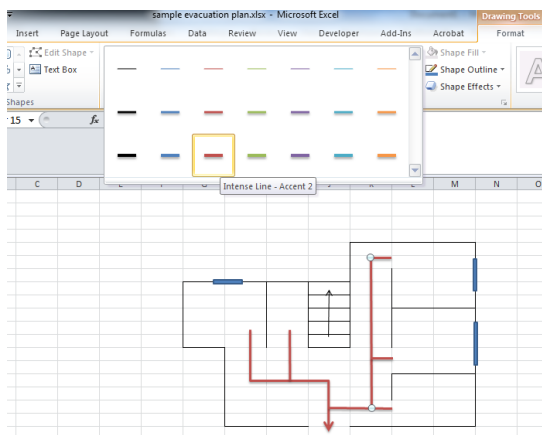 sample evacuation plan.xlsx - Microsoft Excel
Drawing Tools
Insert Page Layout Formulas Data Review View Developer Add-Ins Acrobat Format
Edit Shape
Text Box
Shape Fill
Shape Outline
Shape Effects
Shapes
15
fx
C D M N O
Intense Line - Accent 2